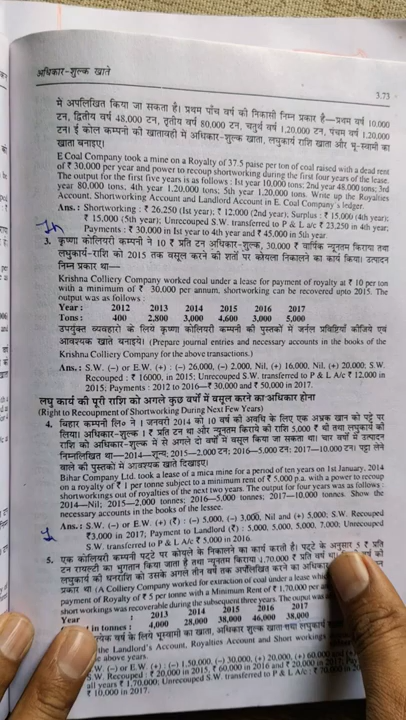 अधिकार-शुल्क खाते
3.73
में अपलिखित किया जा सकता है। प्रथम पाँच वर्ष की निकासी निम्न प्रकार है—प्रथम वर्ष 10,000
टन, द्वितीय वर्ष 48,000 टन, तृतीय वर्ष 80,000 टन, चतुर्थ वर्ष 1,20,000 टन, पंचम वर्ष 1,20,000
टन। ई कोल कम्पनी की खाताबही में अधिकार-शुल्क खाता, लघुकार्य राशि खाता और भू-स्वामी का
खाता बनाइए।
E Coal Company took a mine on a Royalty of 37.5 paise per ton of coal raised with a dead rent
of ₹ 30,000 per year and power to recoup shortworking during the first four years of the lease.
The output for the first five years is as follows : 1st year 10,000 tons; 2nd year 48,000 tons; 3rd
year 80,000 tons, 4th year 1,20,000 tons; 5th year 1,20,000 tons. Write up the Royalties
Account, Shortworking Account and Landlord Account in E. Coal Company's ledger.
Ans.: Shortworking : ₹ 26,250 (1st year); ₹ 12,000 (2nd year), Surplus : ₹ 15,000 (4th year);
₹ 15,000 (5th year); Unrecouped S.W. transferred to P & L a/c ₹ 23,250 in 4th year;
Payments : ₹ 30,000 in Ist year to 4th year and ₹ 45,000 in 5th year.
3. कृष्णा कोलियरी कम्पनी ने 10 ₹ प्रति टन अधिकार-शुल्क, 30,000 ₹ वार्षिक न्यूनतम किराया तथा
लघुकार्य-राशि को 2015 तक वसूल करने की शर्तों पर कोयला निकालने का कार्य किया। उत्पादन
निम्न प्रकार था—
Krishna Colliery Company worked coal under a lease for payment of royalty at ₹ 10 per ton
with a minimum of ₹ 30,000 per annum, shortworking can be recovered upto 2015. The
output was as follows :
Year : 2012 2013 2014 2015 2016 2017
Tons : 400 2,800 3,000 4,600 3,000 5,000
उपर्युक्त व्यवहारों के लिये कृष्णा कोलियरी कम्पनी की पुस्तकों में जर्नल प्रविष्टियाँ कीजिये एवं
आवश्यक खाते बनाइये। (Prepare journal entries and necessary accounts in the books of the
Krishna Colliery Company for the above transactions.)
Ans.: S.W. (–) or E.W. (+) : (–) 26,000, (–) 2,000, Nil, (+) 16,000, Nil, (+) 20,000; S.W.
Recouped : ₹ 16000, in 2015; Unrecouped S.W. transferred to P & L A/c ₹ 12,000 in
2015; Payments : 2012 to 2016—₹ 30,000 and ₹ 50,000 in 2017.
लघु कार्य की पूरी राशि को अगले कुछ वर्षों में वसूल करने का अधिकार होना
(Right to Recoupment of Shortworking During Next Few Years)
4. बिहार कम्पनी लि० ने 1 जनवरी 2014 को 10 वर्ष की अवधि के लिए एक अभ्रक खान को पट्टे पर
लिया। अधिकार-शुल्क 1 ₹ प्रति टन था और न्यूनतम किराये की राशि 5,000 ₹ थी तथा लघुकार्य की
राशि को अधिकार-शुल्क में से अगले दो वर्षों में वसूल किया जा सकता था। चार वर्षों में उत्पादन
निम्नलिखित था—2014—शून्य; 2015—2,000 टन; 2016—5,000 टन; 2017—10,000 टन। पट्टा लेने
वाले की पुस्तकों में आवश्यक खाते दिखाइए।
Bihar Company Ltd. took a lease of a mica mine for a period of ten years on 1st January, 2014
on a royalty of ₹ 1 per tonne subject to a minimum rent of ₹ 5,000 p.a. with a power to recoup
shortworkings out of royalties of the next two years. The output for four years was as follows :
2014—Nil; 2015—2,000 tonnes; 2016—5,000 tonnes; 2017—10,000 tonnes. Show the
necessary accounts in the books of the lessee.
Ans.: S.W. (–) or E.W. (+) (₹) : (–) 5,000, (–) 3,000, Nil and (+) 5,000; S.W. Recouped
₹3,000 in 2017; Payment to Landlord (₹) : 5,000, 5,000, 5,000, 7,000; Unrecouped
S.W. transferred to P & L A/c ₹ 5,000 in 2016.
5. एक कोलियरी कम्पनी पट्टे पर कोयले के निकालने का कार्य करती है। पट्टे के अनुसार 5 ₹ प्रति
टन रायल्टी का भुगतान किया जाता है तथा न्यूनतम किराया 1,70,000 ₹ प्रति वर्ष
लघुकार्य की धनराशि को उसके अगले तीन वर्ष तक अपलिखित करने का अधिकार
प्रकार था (A Colliery Company worked for extraction of coal under a lease which
payment of Royalty of ₹ 5 per tonne with a Minimum Rent of ₹ 1,70,000 per
short workings was recoverable during the subsequent three years. The output was
Year 2013 2014 2015 2016 2017
in tonnes : 4,000 28,000 38,000 46,000 38,000
प्रत्येक वर्ष के लिये भूस्वामी का खाता, अधिकार शुल्क खाता तथा लघुकार्य
the Landlord's Account, Royalties Account and Short workings
above years.
W. (–) or E.W. (+) : (–) 1,50,000, (–) 30,000, (+) 20,000, (+) 60,000
S.W. Recouped : ₹ 20,000 in 2015, ₹ 60,000 in 2016 and ₹ 20,000 in
all years ₹ 1,70,000; Unrecouped S.W. transferred to P & L A/c : ₹
₹ 10,000 in 2017.